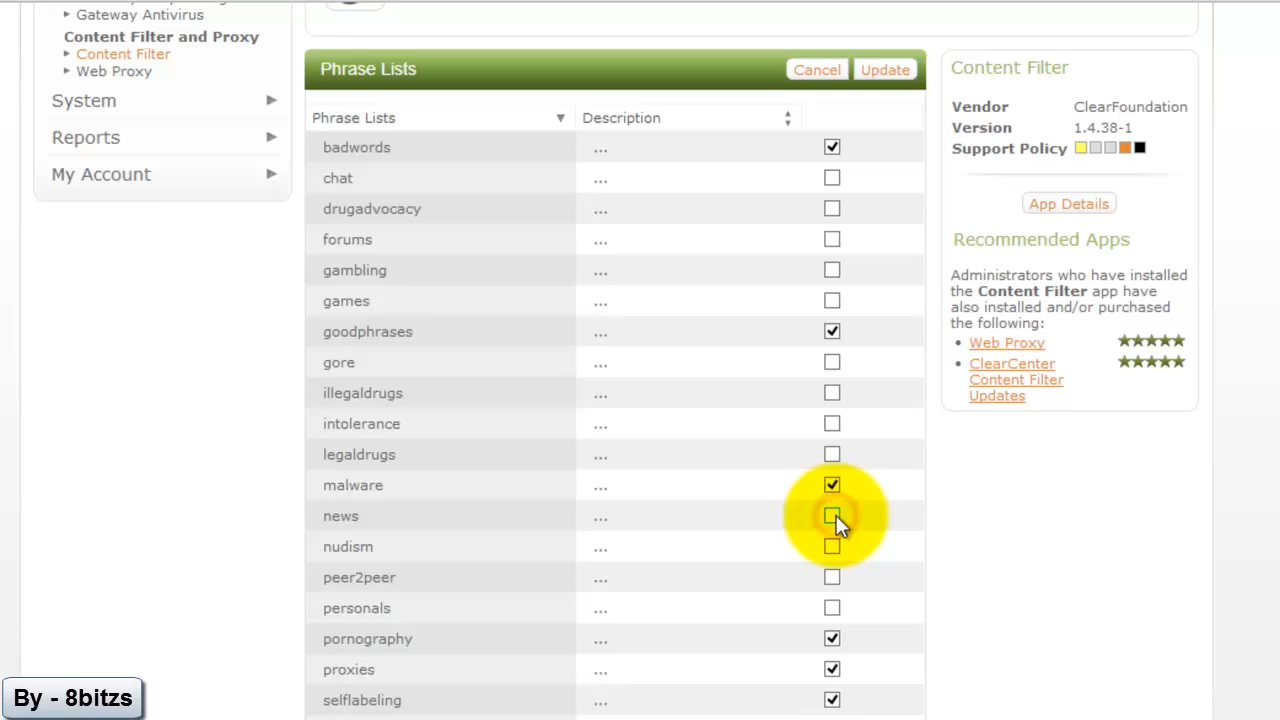 Gateway Antivirus
Content Filter and Proxy
Content Filter
Web Proxy
System
Reports
My Account
Phrase Lists
Cancel
Update
Phrase Lists
Description
badwords ...
chat ...
drugadvocacy ...
forums ...
gambling ...
games ...
goodphrases ...
gore ...
illegaldrugs ...
intolerance ...
legaldrugs ...
malware ...
news ...
nudism ...
peer2peer ...
personals ...
pornography ...
proxies ...
selflabeling ...
Content Filter
Vendor ClearFoundation
Version 1.4.38-1
Support Policy
App Details
Recommended Apps
Administrators who have installed
the Content Filter app have
also installed and/or purchased
the following:
Web Proxy
ClearCenter
Content Filter
Updates
By - 8bitzs